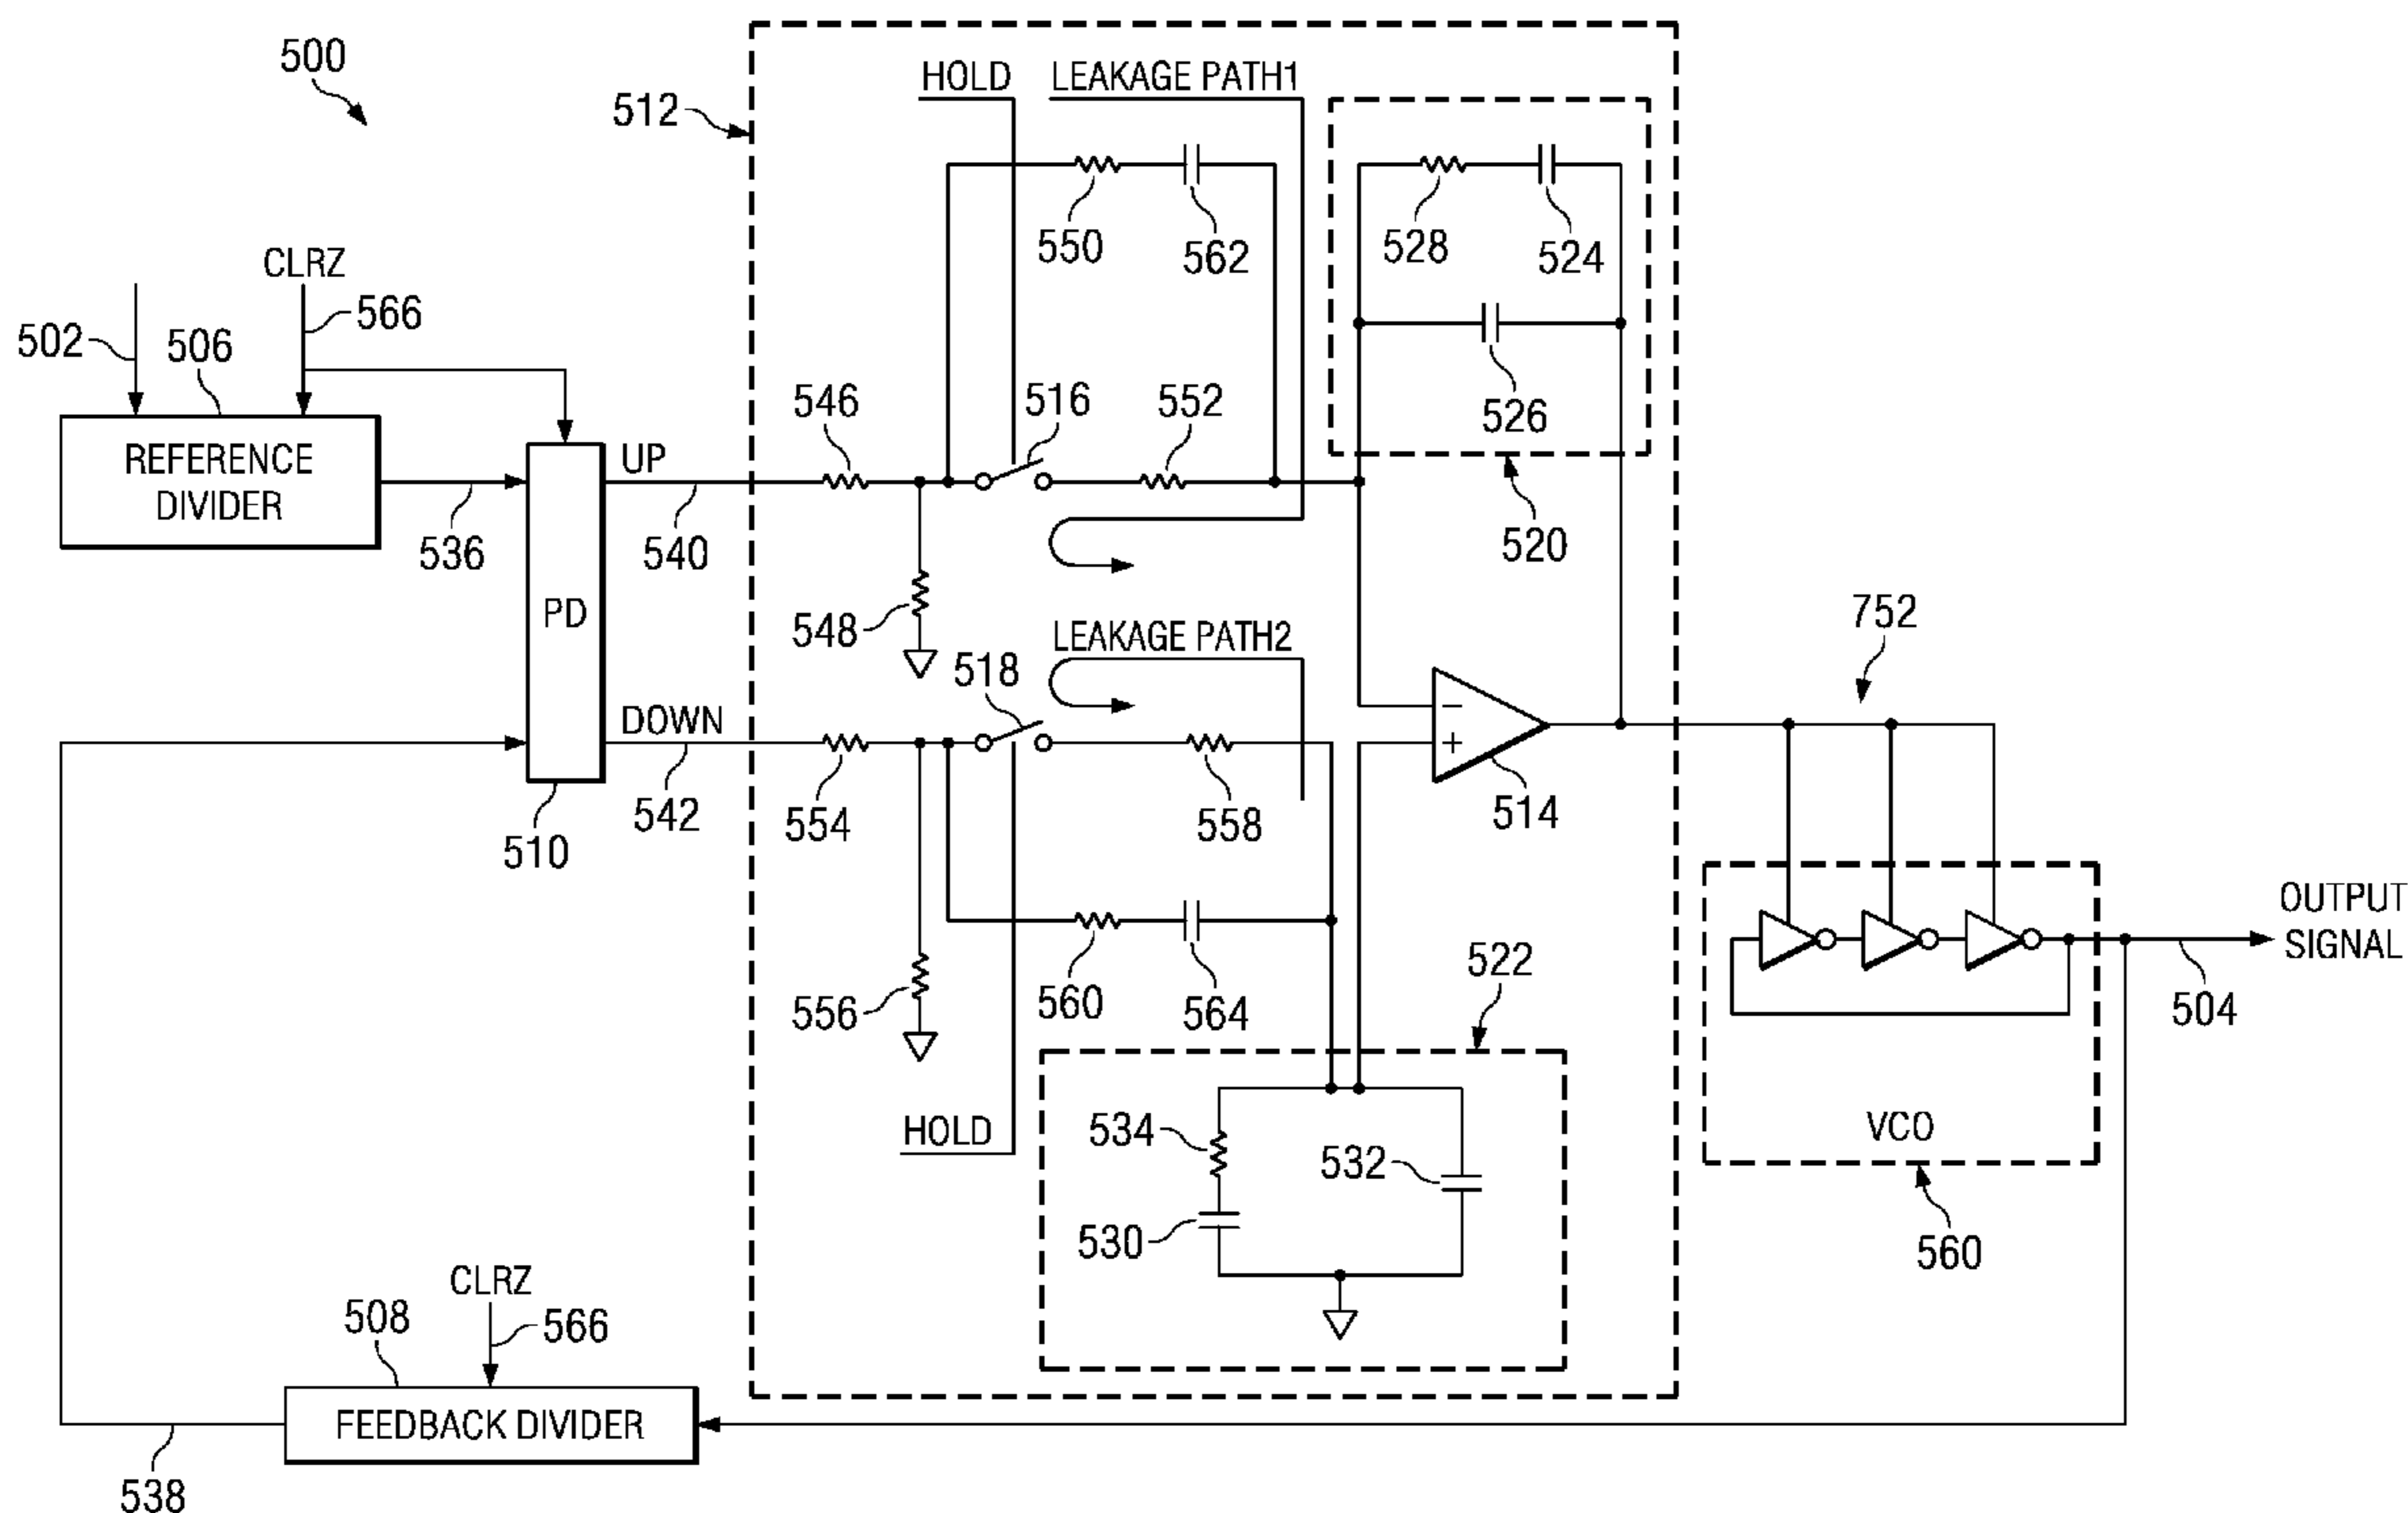 500
512
HOLD
LEAKAGE PATH1
550
562
528
524
CLRZ
566
502
506
546
516
552
526
REFERENCE
DIVIDER
UP
536
540
520
PD
548
LEAKAGE PATH2
518
752
DOWN
542
554
558
514
510
OUTPUT
SIGNAL
504
556
560
564
522
HOLD
534
532
530
VCO
560
CLRZ
508
566
FEEDBACK DIVIDER
538